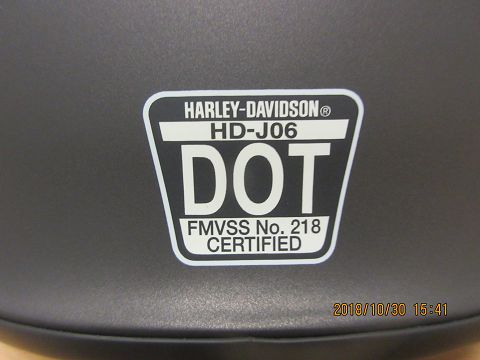 HARLEY-DAVIDSON®
HD-J06
DOT
FMVSS No. 218
CERTIFIED
2019/10/30 15:41